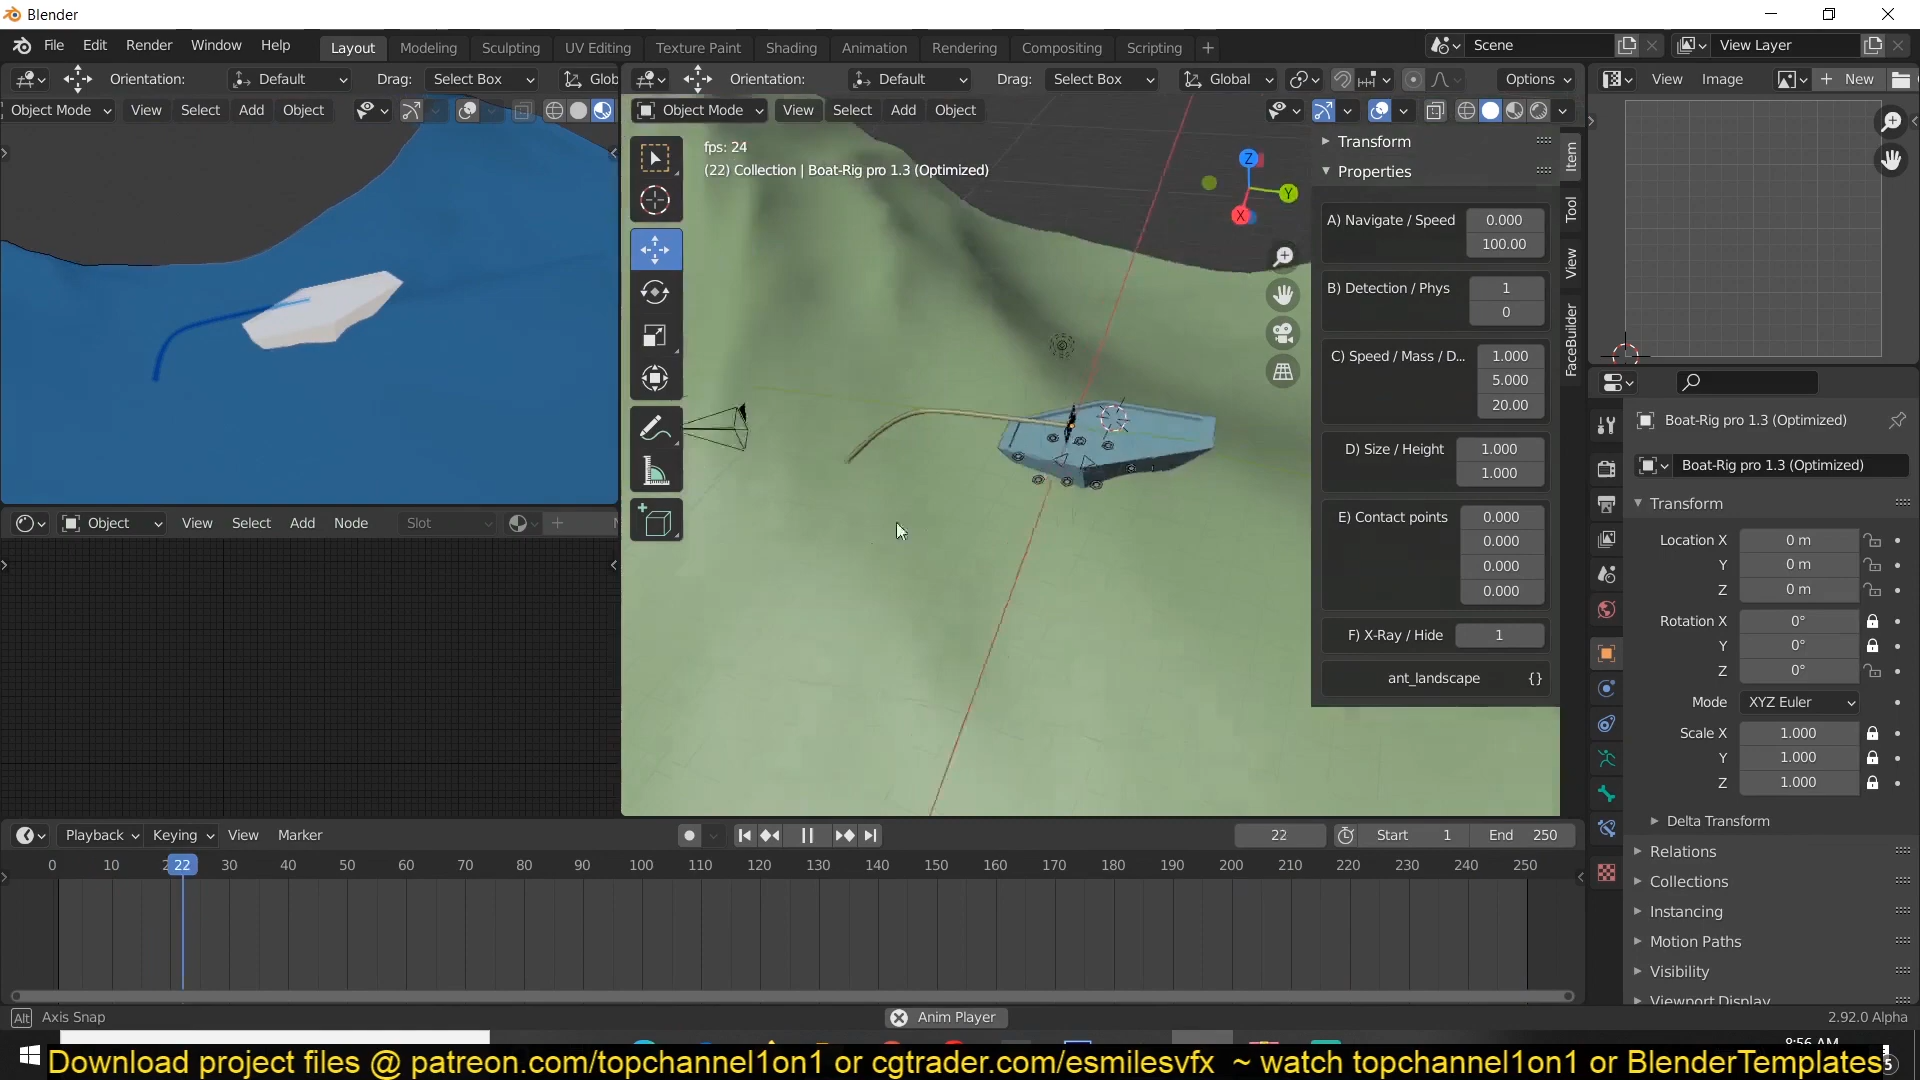 Blender
File Edit Render Window Help Layout Modeling Sculpting UV Editing Texture Paint Shading Animation Rendering Compositing Scripting + Scene View Layer
Orientation: Default Drag: Select Box Glob
Object Mode View Select Add Object
Orientation: Default Drag: Select Box Global Options
Object Mode View Select Add Object
View Image New
fps: 24
(22) Collection | Boat-Rig pro 1.3 (Optimized)
Z
Y
X
Transform
Properties
A) Navigate / Speed 0.000
100.00
B) Detection / Phys 1
0
C) Speed / Mass / D... 1.000
5.000
20.00
D) Size / Height 1.000
1.000
E) Contact points 0.000
0.000
0.000
0.000
F) X-Ray / Hide 1
ant_landscape {}
Item
Tool
View
FaceBuilder
Boat-Rig pro 1.3 (Optimized)
Boat-Rig pro 1.3 (Optimized)
Transform
Location X 0 m
Y 0 m
Z 0 m
Rotation X 0°
Y 0°
Z 0°
Mode XYZ Euler
Scale X 1.000
Y 1.000
Z 1.000
Delta Transform
Relations
Collections
Instancing
Motion Paths
Visibility
Viewport Display
Object View Select Add Node Slot
Playback Keying View Marker 22 Start 1 End 250
0 10 22 30 40 50 60 70 80 90 100 110 120 130 140 150 160 170 180 190 200 210 220 230 240 250
Alt Axis Snap Anim Player 2.92.0 Alpha
8:56 AM
Download project files @ patreon.com/topchannel1on1 or cgtrader.com/esmilesvfx ~ watch topchannel1on1 or BlenderTemplates